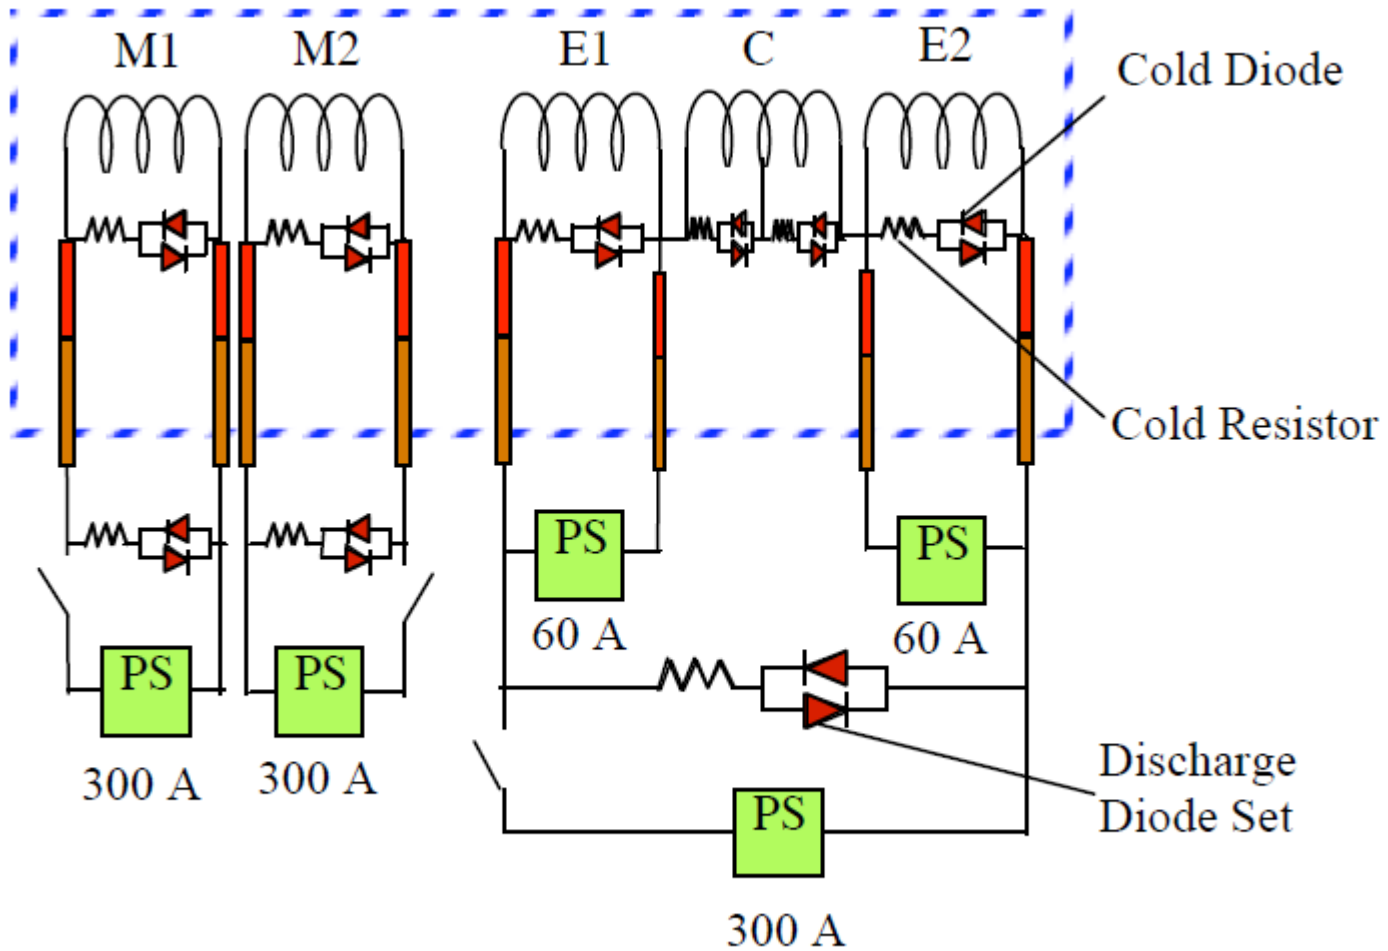 M1 M2 E1 C E2
Cold Diode
Cold Resistor
PS PS
60 A 60 A
PS PS
300 A 300 A
Discharge
Diode Set
PS
300 A